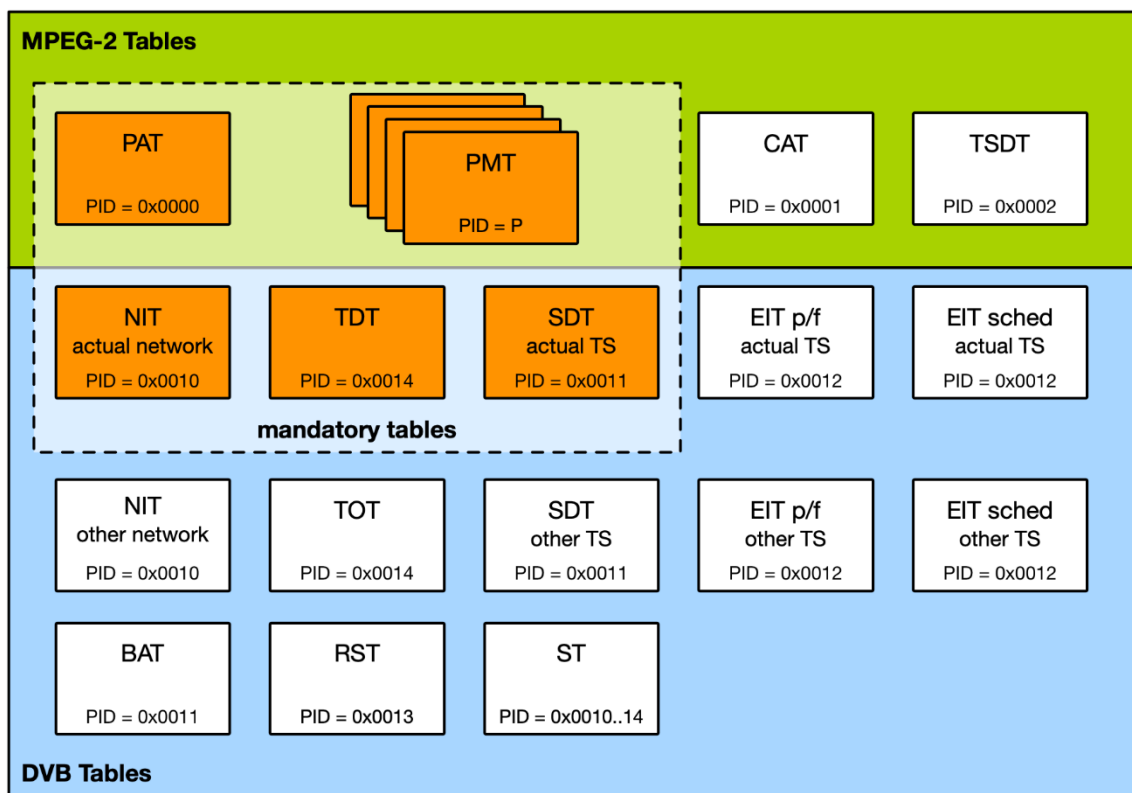 MPEG-2 Tables
PAT
PID = 0x0000
PMT
PID = P
CAT
PID = 0x0001
TSDT
PID = 0x0002
NIT
actual network
PID = 0x0010
TDT
PID = 0x0014
SDT
actual TS
PID = 0x0011
EIT p/f
actual TS
PID = 0x0012
EIT sched
actual TS
PID = 0x0012
mandatory tables
NIT
other network
PID = 0x0010
TOT
PID = 0x0014
SDT
other TS
PID = 0x0011
EIT p/f
other TS
PID = 0x0012
EIT sched
other TS
PID = 0x0012
BAT
PID = 0x0011
RST
PID = 0x0013
ST
PID = 0x0010..14
DVB Tables